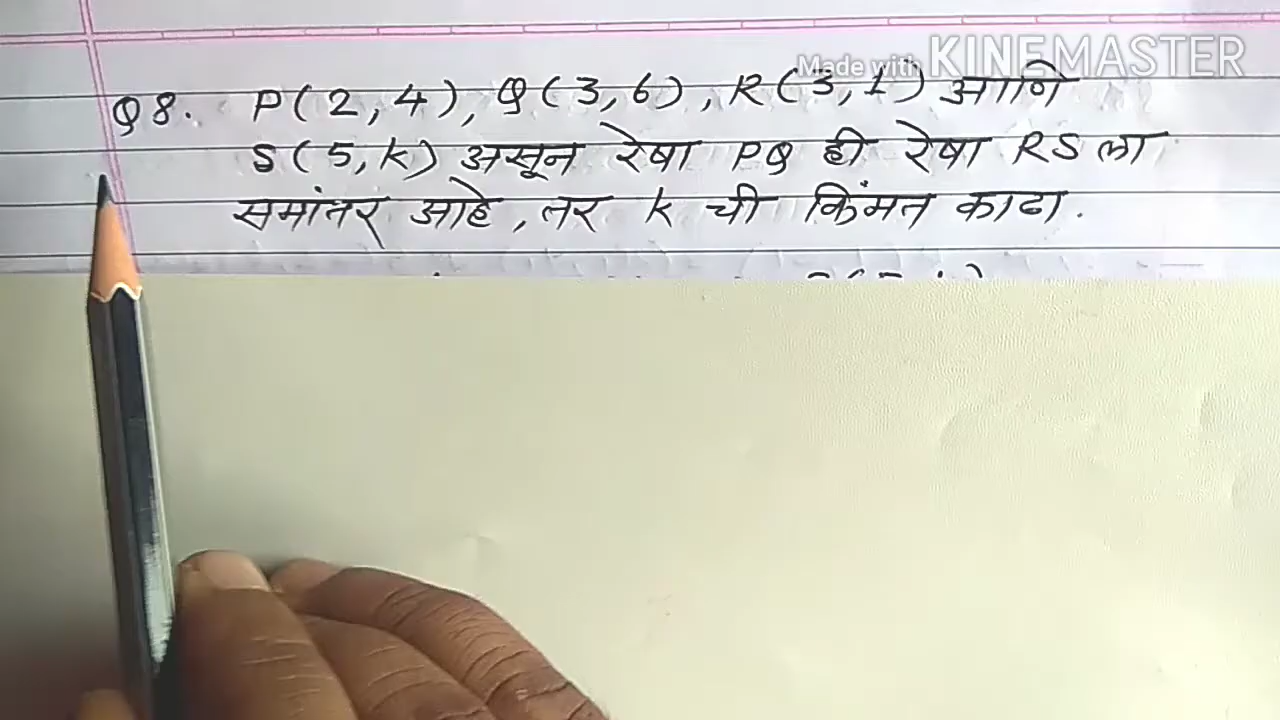 Made with KINEMASTER
Q 8. P(2,4), Q(3,6), R(3,1) आणि
S(5,k) असून रेषा PQ ही रेषा RS ला
समांतर आहे, तर k ची किंमत काढा.